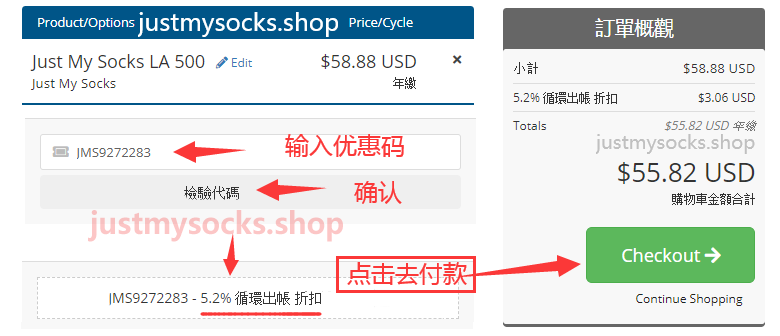 Product/Options justmysocks.shop Price/Cycle
Just My Socks LA 500 Edit $58.88 USD ×
Just My Socks 年繳
JMS9272283 输入优惠码
檢驗代碼 确认
justmysocks.shop
JMS9272283 - 5.2% 循環出帳 折扣
点击去付款
訂單概觀
小計 $58.88 USD
5.2% 循環出帳 折扣 $3.06 USD
Totals $55.82 USD 年繳
justmysocks.shop
$55.82 USD
購物車金額合計
Checkout
Continue Shopping